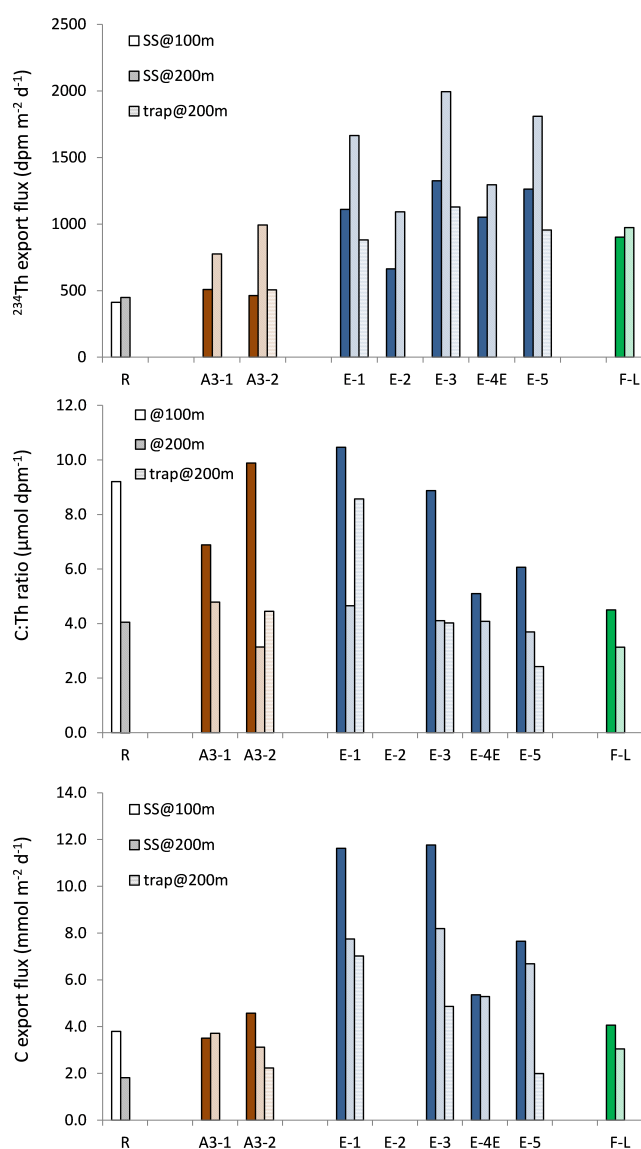 2500
2000
1500
1000
500
0
²³⁴Th export flux (dpm m⁻² d⁻¹)
SS@100m
SS@200m
trap@200m
R A3-1 A3-2 E-1 E-2 E-3 E-4E E-5 F-L
12.0
10.0
8.0
6.0
4.0
2.0
0.0
C:Th ratio (µmol dpm⁻¹)
@100m
@200m
trap@200m
R A3-1 A3-2 E-1 E-2 E-3 E-4E E-5 F-L
14.0
12.0
10.0
8.0
6.0
4.0
2.0
0.0
C export flux (mmol m⁻² d⁻¹)
SS@100m
SS@200m
trap@200m
R A3-1 A3-2 E-1 E-2 E-3 E-4E E-5 F-L